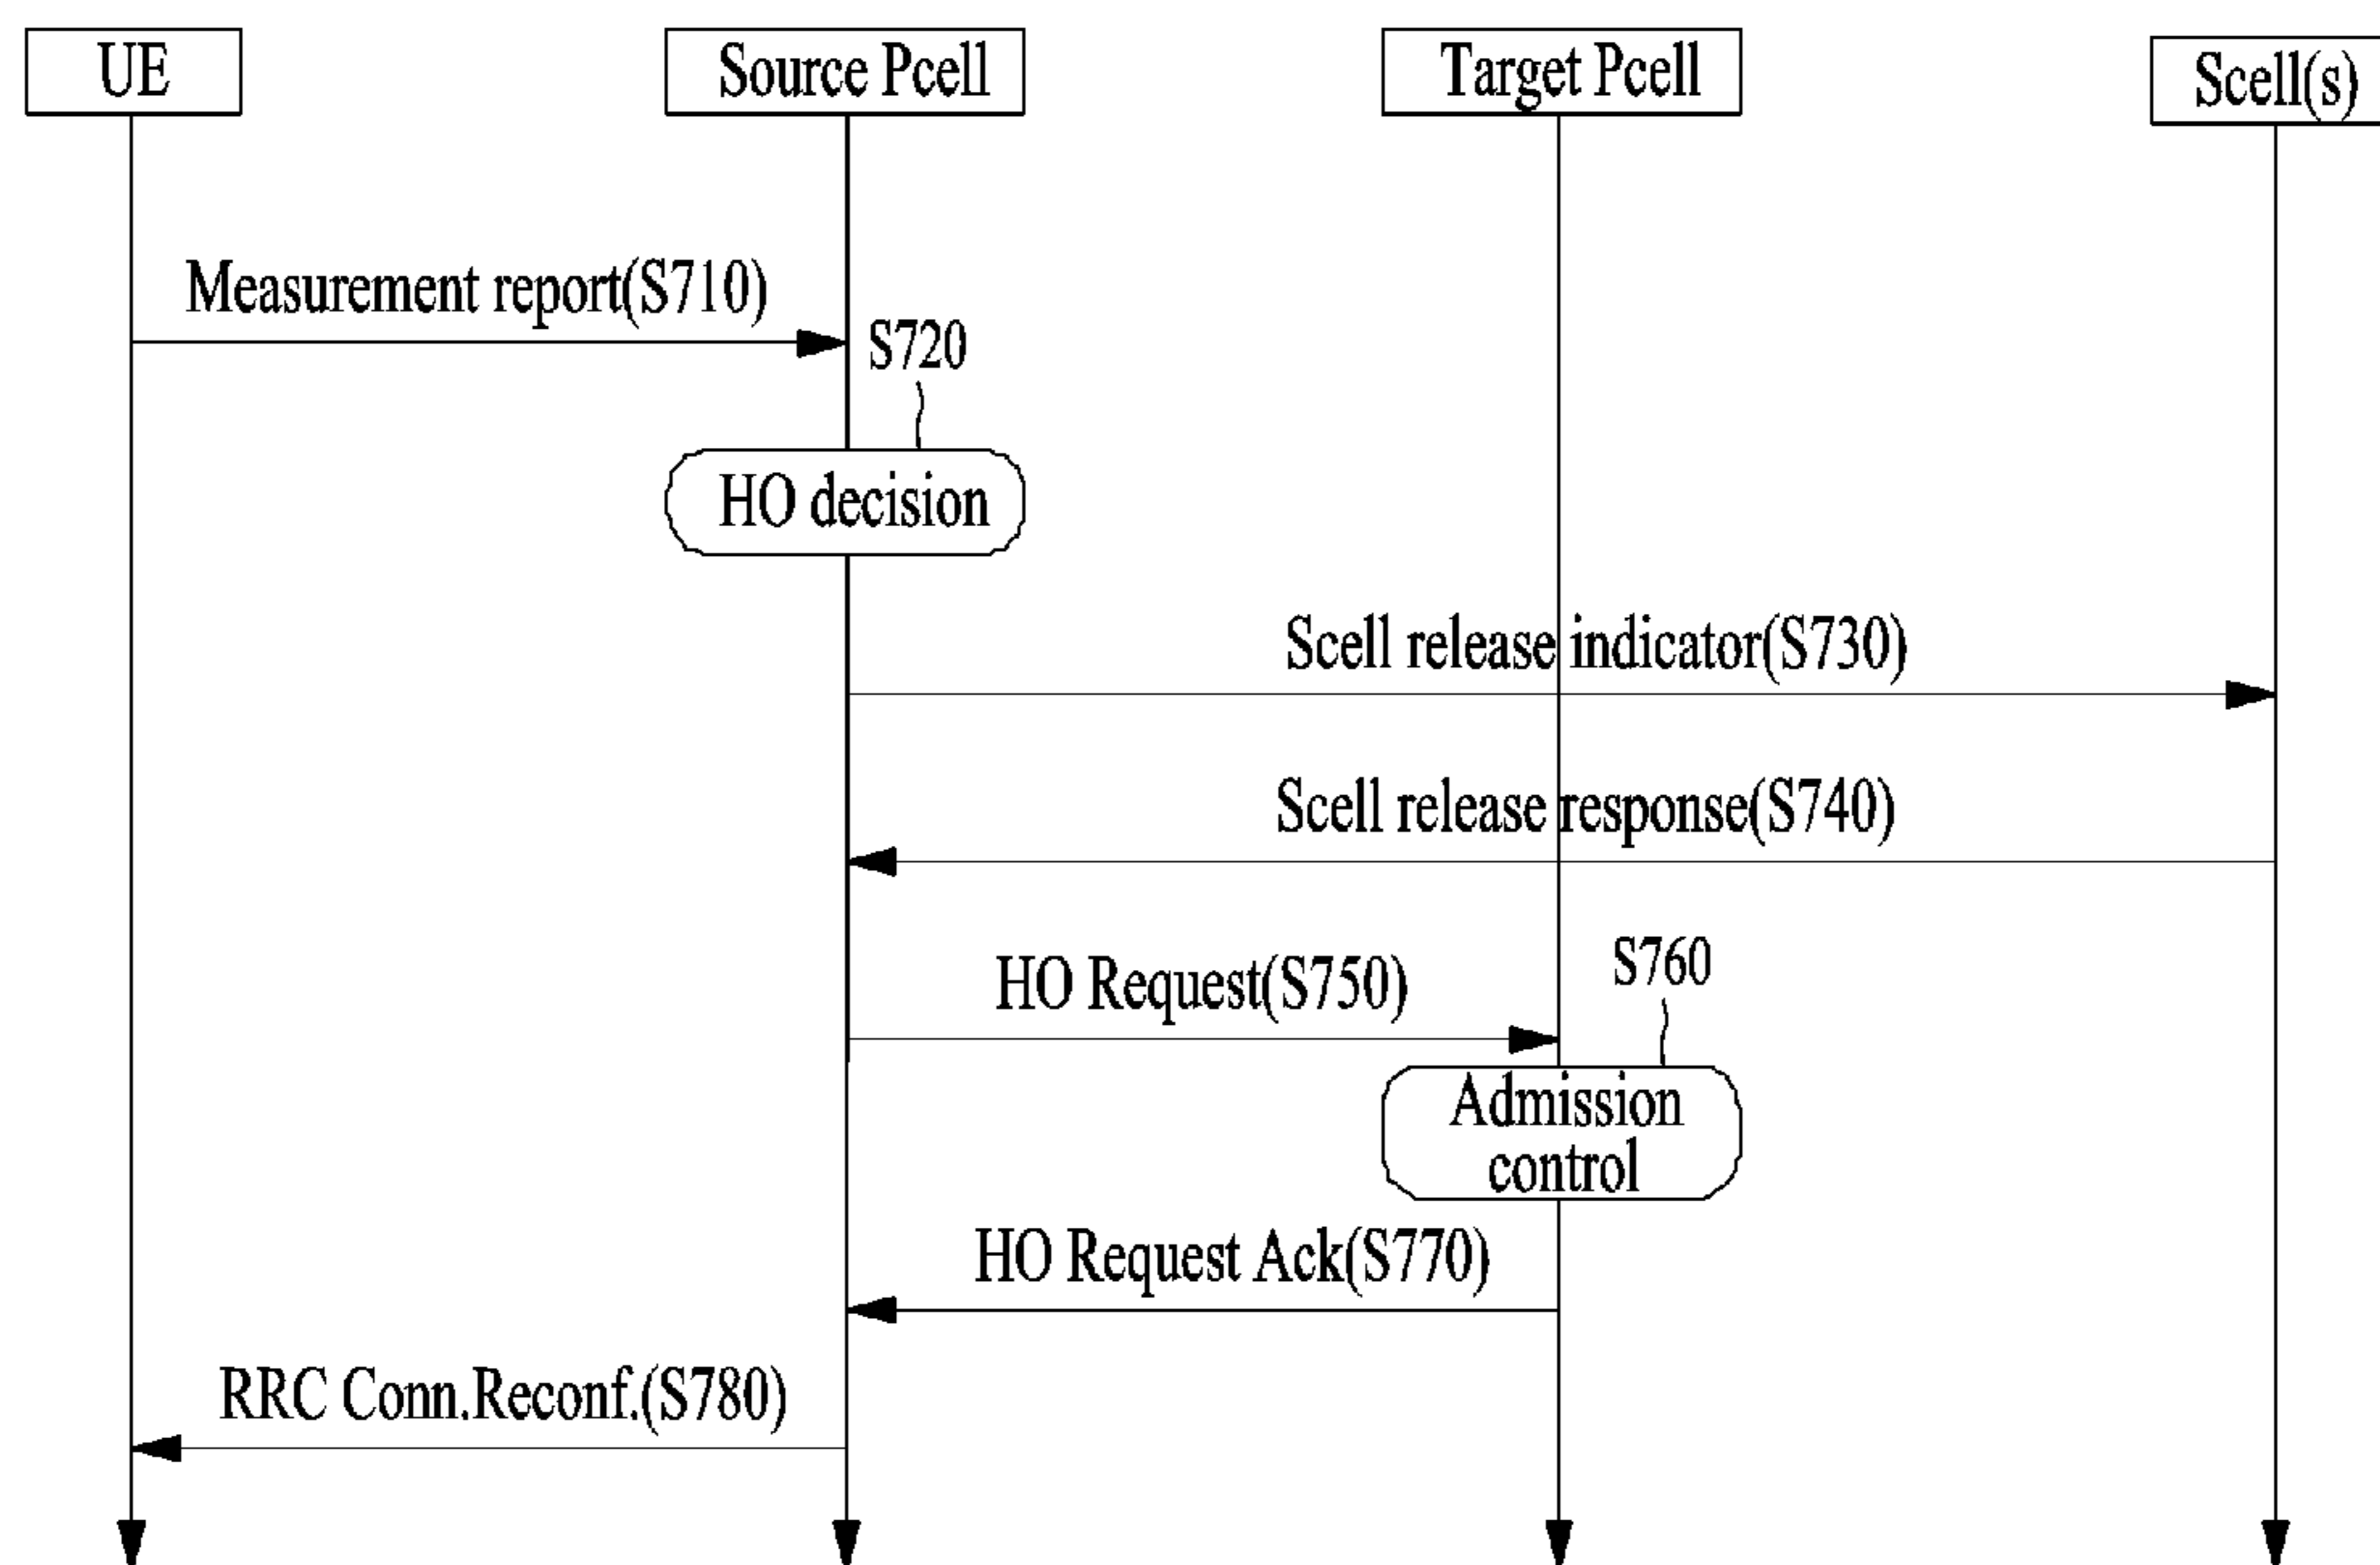 UE
Source Pcell
Target Pcell
Scell(s)
Measurement report(S710)
S720
HO decision
Scell release indicator(S730)
Scell release response(S740)
HO Request(S750)
S760
Admission
control
HO Request Ack(S770)
RRC Conn.Reconf.(S780)